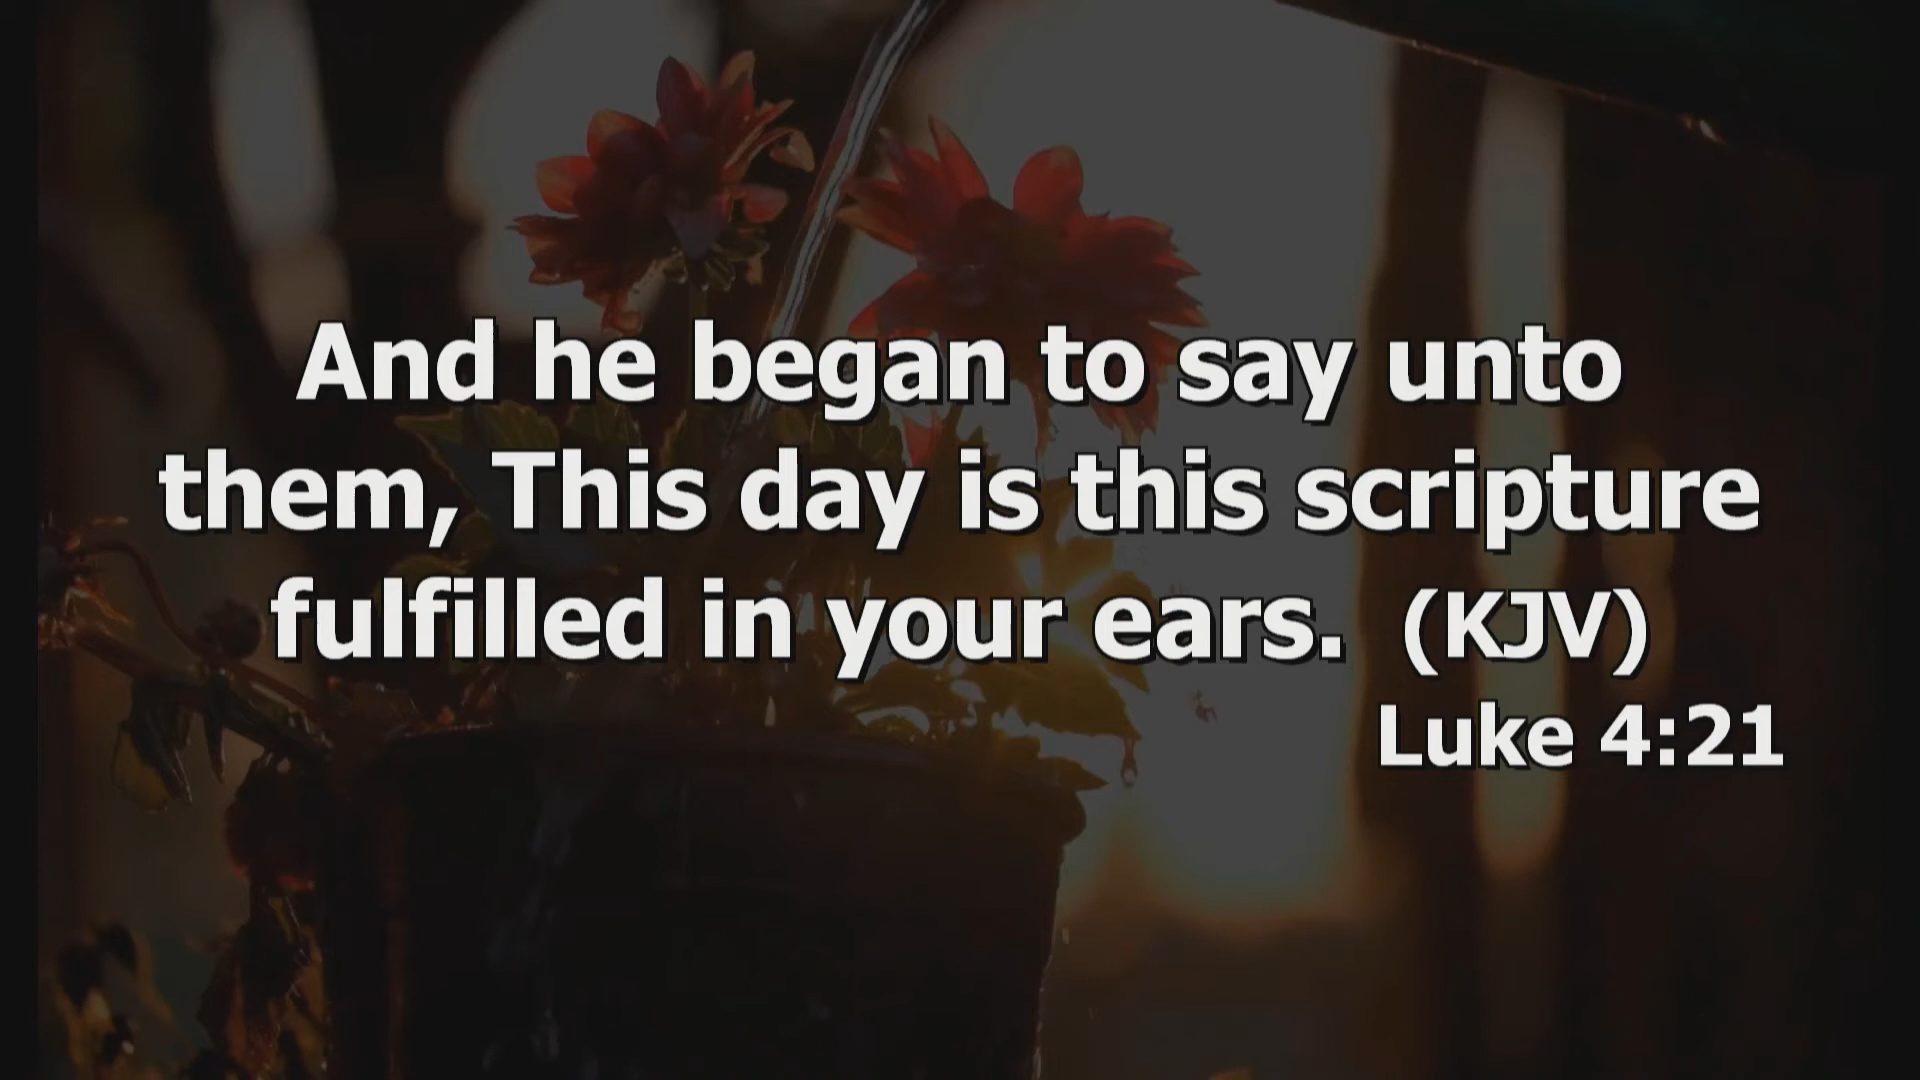 And he began to say unto
them, This day is this scripture
fulfilled in your ears.  (KJV)
Luke 4:21